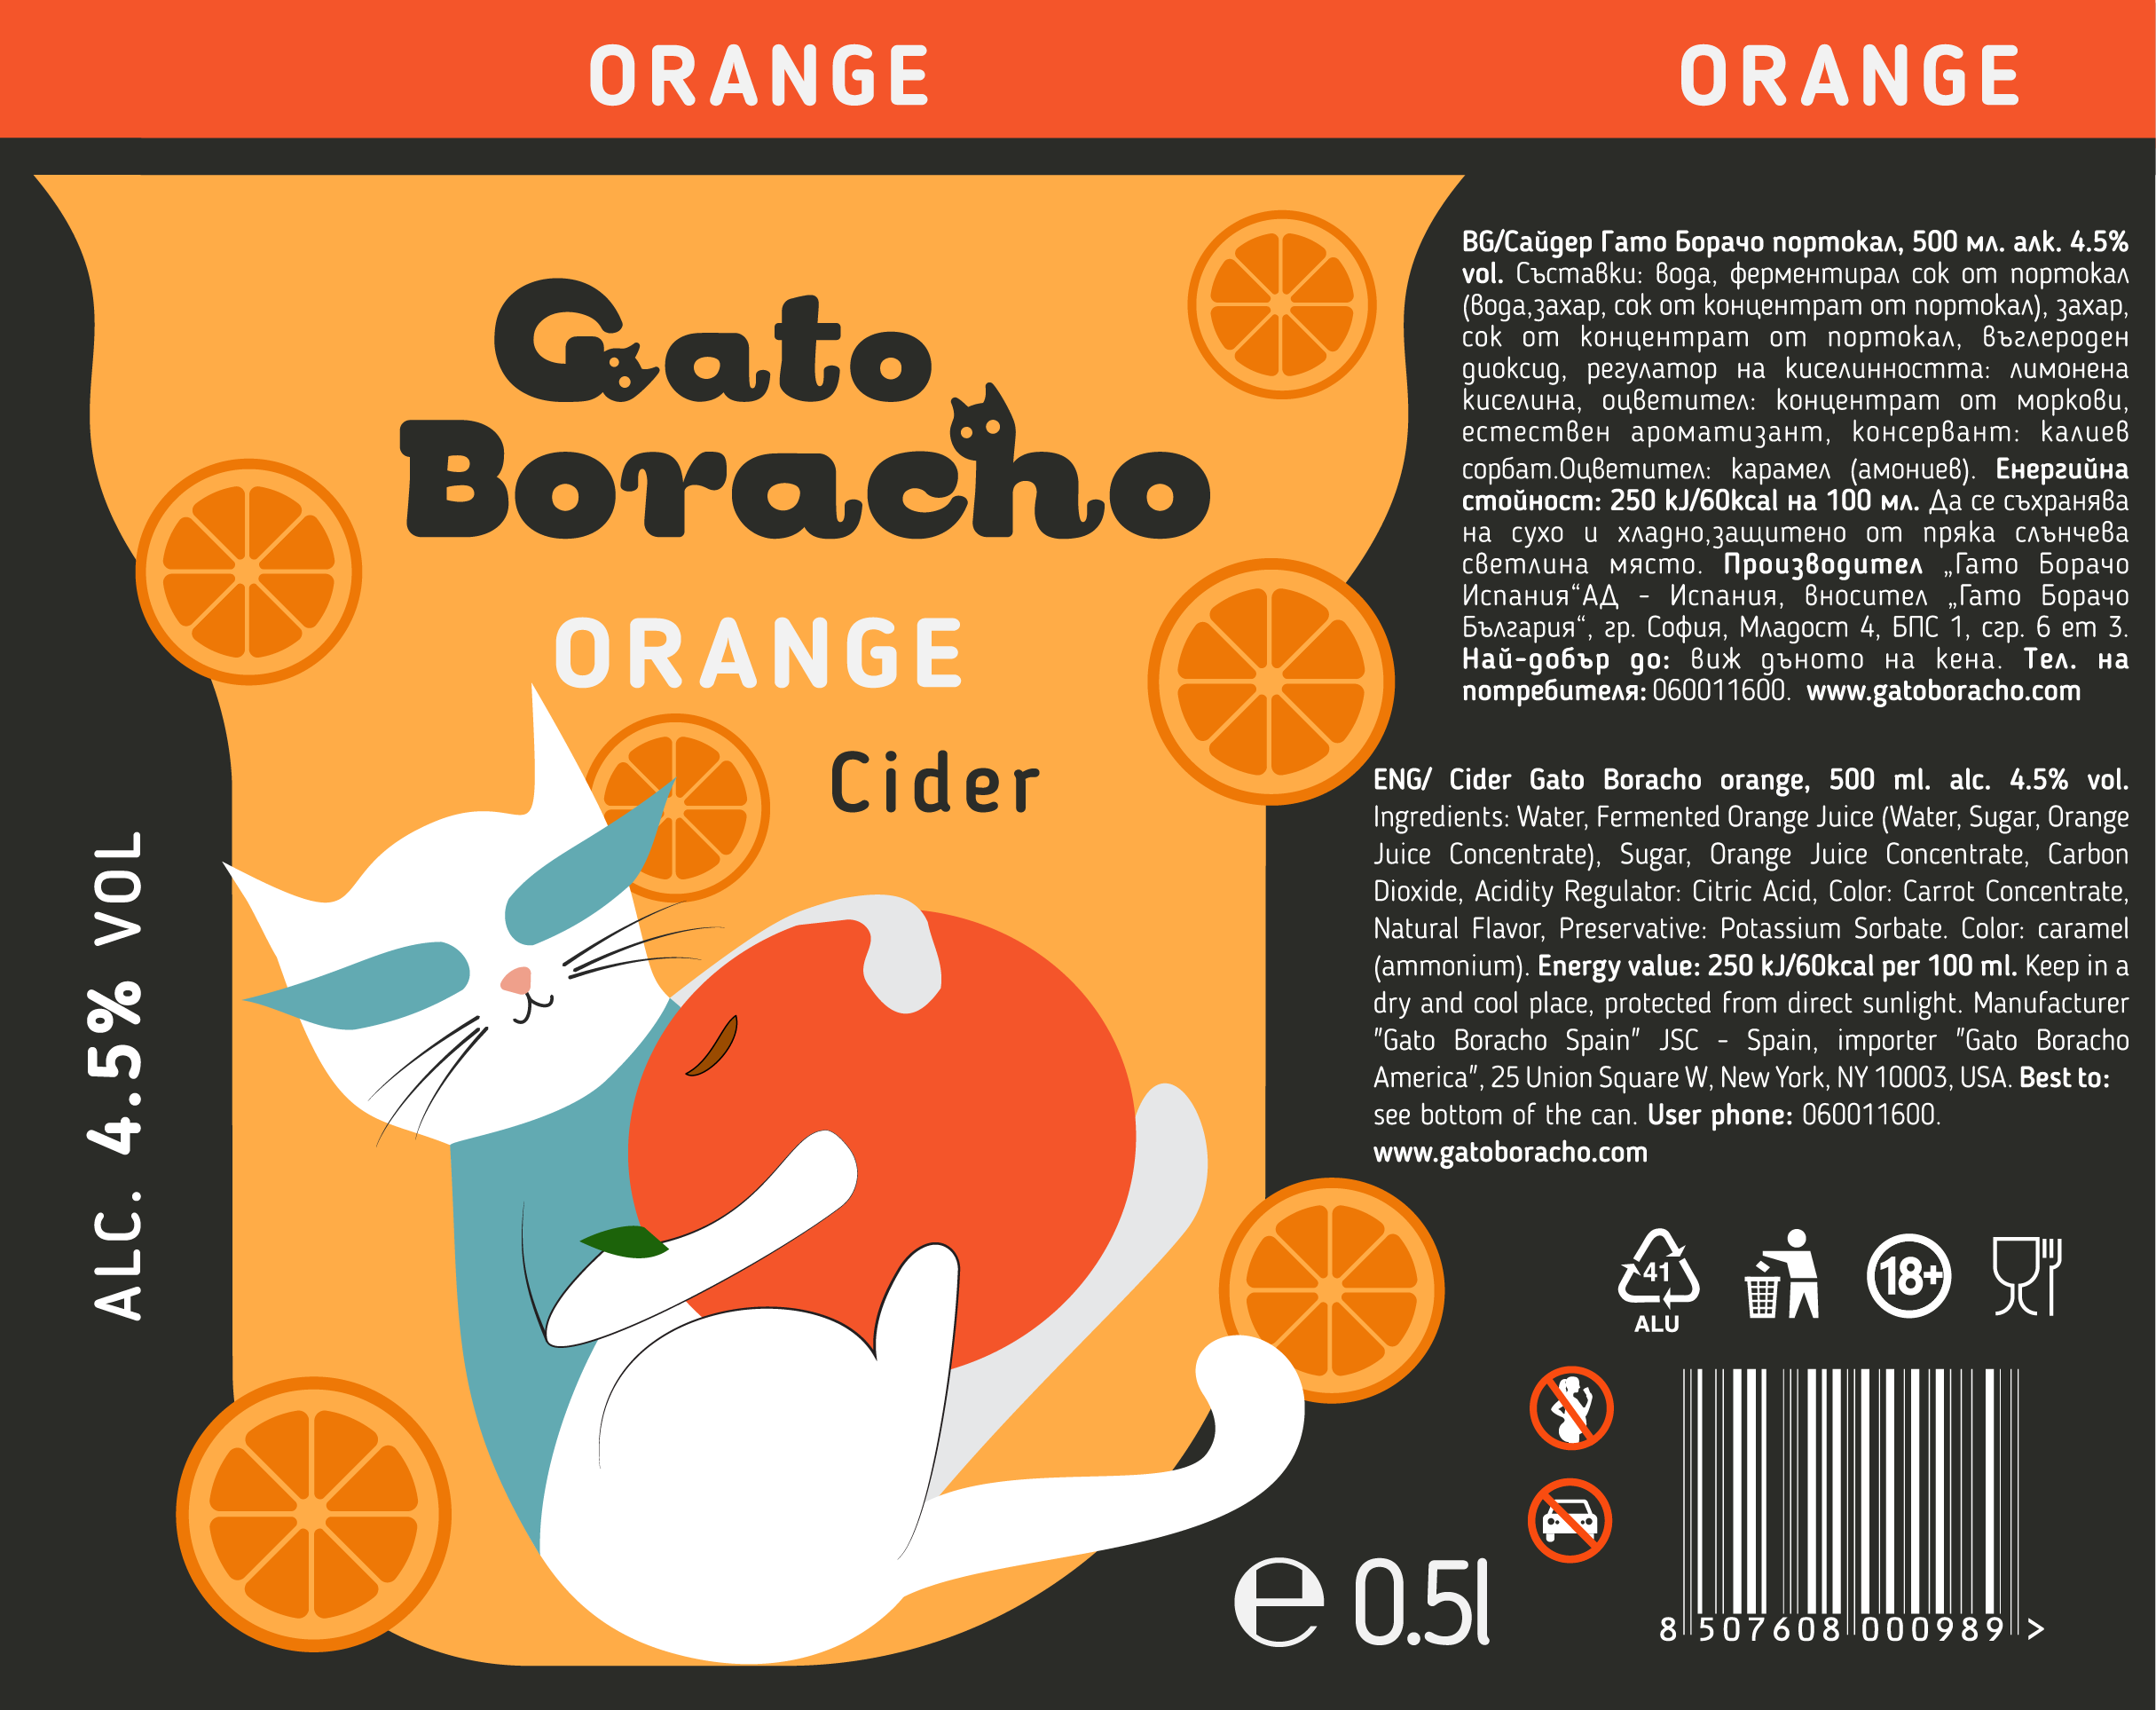 ORANGE
ORANGE
Gato
Boracho
ORANGE
Cider
ALC. 4.5% VOL
BG/Сайдер Гато Борачо портокал, 500 мл. алк. 4.5%
vol. Съставки: вода, ферментирал сок от портокал
(вода,захар, сок от концентрат от портокал), захар,
сок от концентрат от портокал, въглероден
диоксид, регулатор на киселинността: лимонена
киселина, оцветител: концентрат от моркови,
естествен ароматизант, консервант: калиев
сорбат.Оцветител: карамел (амониев). Енергийна
стойност: 250 kJ/60kcal на 100 мл. Да се съхранява
на сухо и хладно,защитено от пряка слънчева
светлина място. Производител „Гато Борачо
Испания“АД - Испания, вносител „Гато Борачо
България“, гр. София, Младост 4, БПС 1, сгр. 6 ет 3.
Най-добър до: виж дъното на кена. Тел. на
потребителя: 060011600. www.gatoboracho.com
ENG/ Cider Gato Boracho orange, 500 ml. alc. 4.5% vol.
Ingredients: Water, Fermented Orange Juice (Water, Sugar, Orange
Juice Concentrate), Sugar, Orange Juice Concentrate, Carbon
Dioxide, Acidity Regulator: Citric Acid, Color: Carrot Concentrate,
Natural Flavor, Preservative: Potassium Sorbate. Color: caramel
(ammonium). Energy value: 250 kJ/60kcal per 100 ml. Keep in a
dry and cool place, protected from direct sunlight. Manufacturer
"Gato Boracho Spain" JSC - Spain, importer "Gato Boracho
America", 25 Union Square W, New York, NY 10003, USA. Best to:
see bottom of the can. User phone: 060011600.
www.gatoboracho.com
41
ALU
18+
e 0.5l
8 507608 000989 >